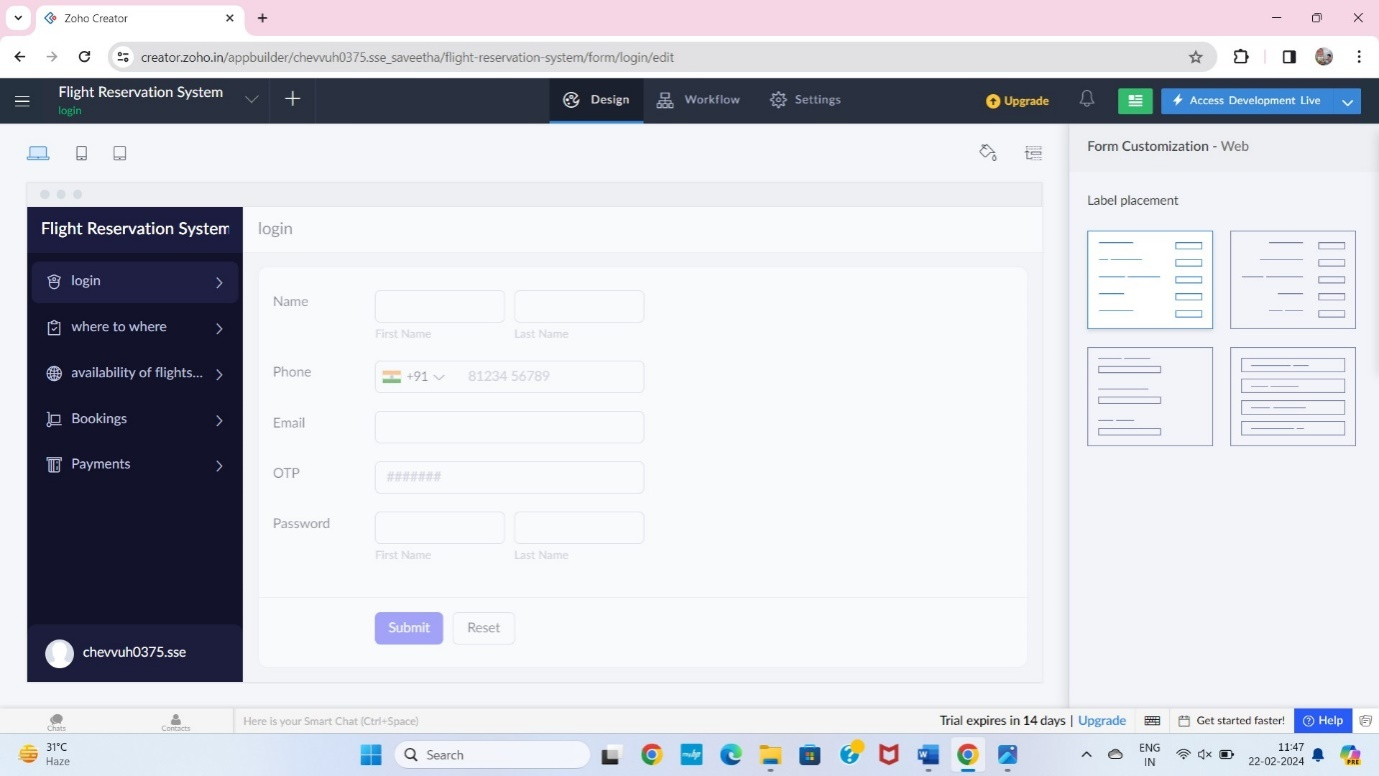 Zoho Creator
creator.zoho.in/appbuilder/chevvuh0375.sse_saveetha/flight-reservation-system/form/login/edit
Flight Reservation System
login
Design
Workflow
Settings
Upgrade
Access Development Live
Form Customization - Web
Label placement
Flight Reservation System
login
login
where to where
availability of flights...
Bookings
Payments
chevvuh0375.sse
Name
First Name
Last Name
Phone
+91
81234 56789
Email
OTP
#######
Password
First Name
Last Name
Submit
Reset
Chats
Contacts
Here is your Smart Chat (Ctrl+Space)
Trial expires in 14 days | Upgrade
Get started faster!
Help
31°C
Haze
Search
ENG
IN
11:47
22-02-2024
PRE